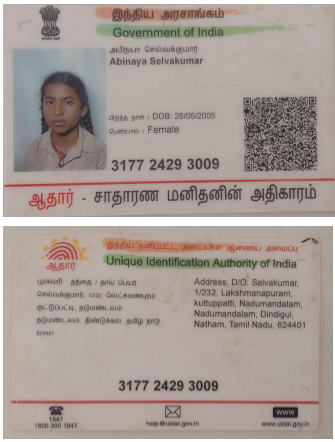 இந்திய அரசாங்கம்
Government of India
செல்வகுமார்
Abinaya Selvakumar
பிறந்த நாள் : DOB: 26/05/2005
பெண்பால் : Female
3177 2429 3009
ஆதார் - சாதாரண மனிதனின் அதிகாரம்
ஆதார்
இந்திய தனிப்பட்ட அடையாள ஆணைய அமைப்பு
Unique Identification Authority of India
முகவரி தந்தை / தாய் பெயர்
செல்வக்குமார், 1/232, லெட்சுமணபுரம்
குட்டுப்பட்டி, நடுமண்டலம்
நடுமண்டலம், திண்டுக்கல், தமிழ் நாடு
624401
Address: D/O. Selvakumar,
1/232, Lakshmanapuram,
kuttuppatti, Nadumandalam,
Nadumandalam, Dindigul,
Natham, Tamil Nadu, 624401
3177 2429 3009
1947
1800 300 1947
help@uidai.gov.in
www
www.uidai.gov.in